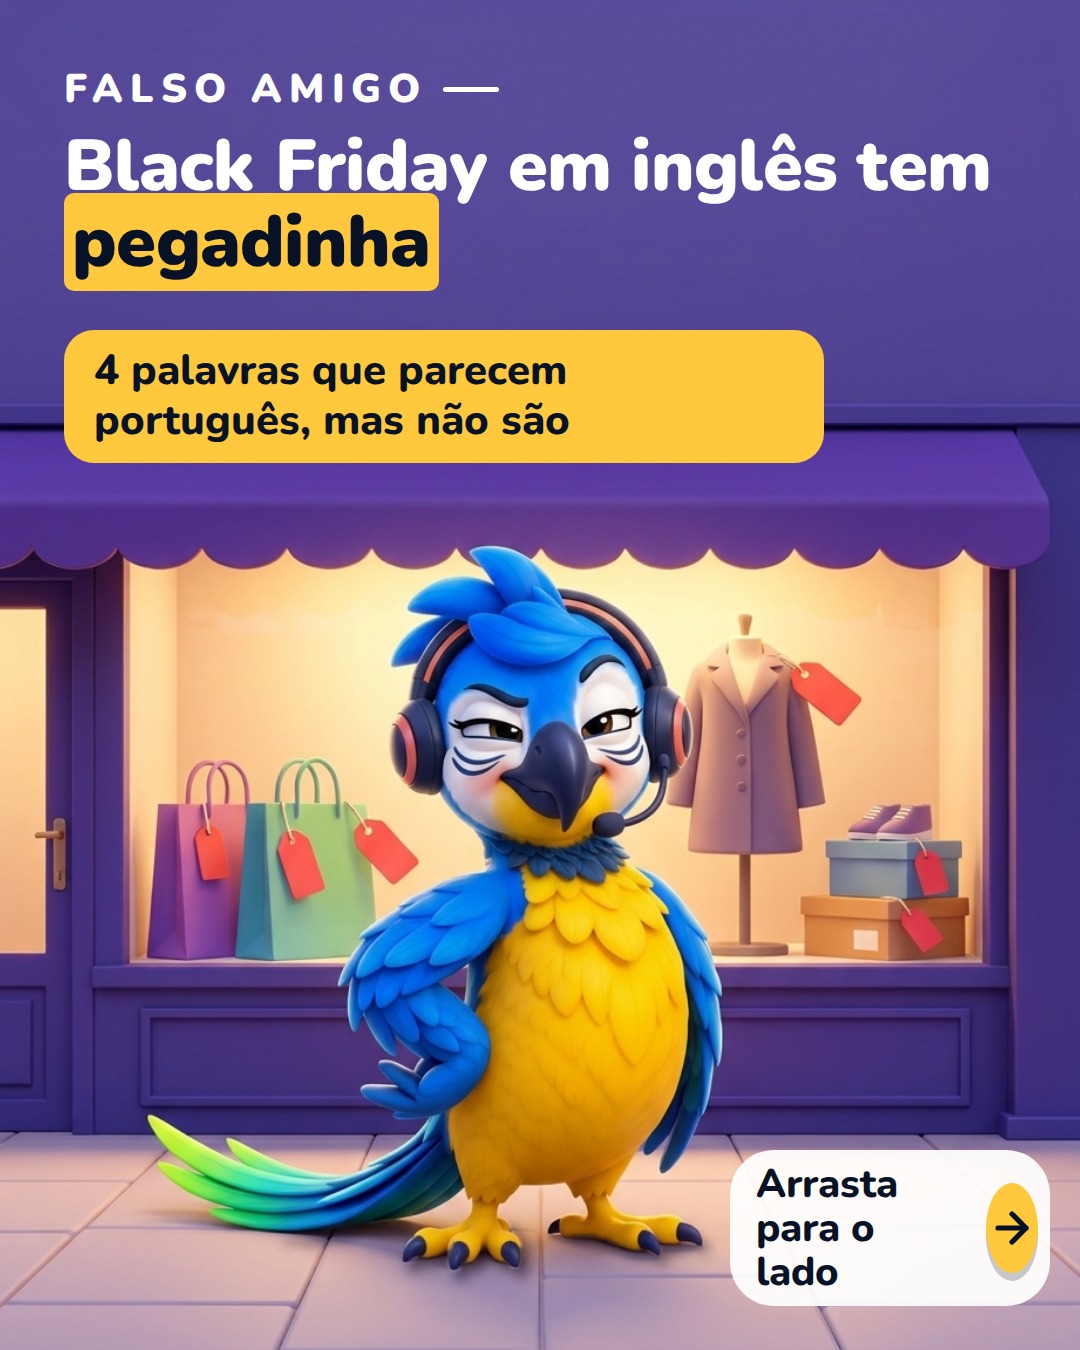 FALSO AMIGO —
Black Friday em inglês tem
pegadinha
4 palavras que parecem
português, mas não são
Arrasta
para o
lado